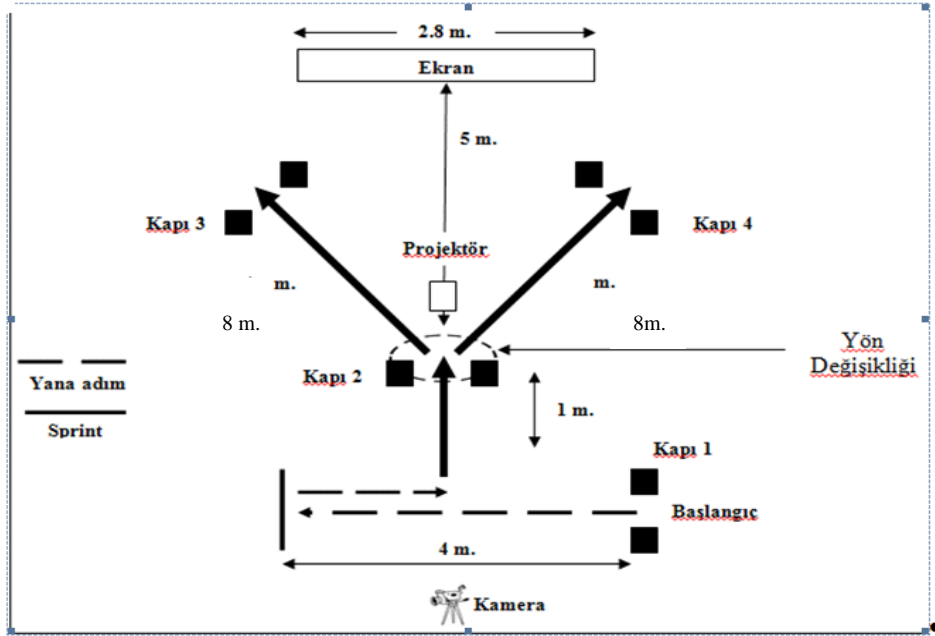 2.8 m.
Ekran
5 m.
Kapı 3
Kapı 4
Projektör
m.
m.
8 m.
8m.
Yön
Değişikliği
Kapı 2
Yana adım
Sprint
1 m.
Kapı 1
Başlangıç
4 m.
Kamera